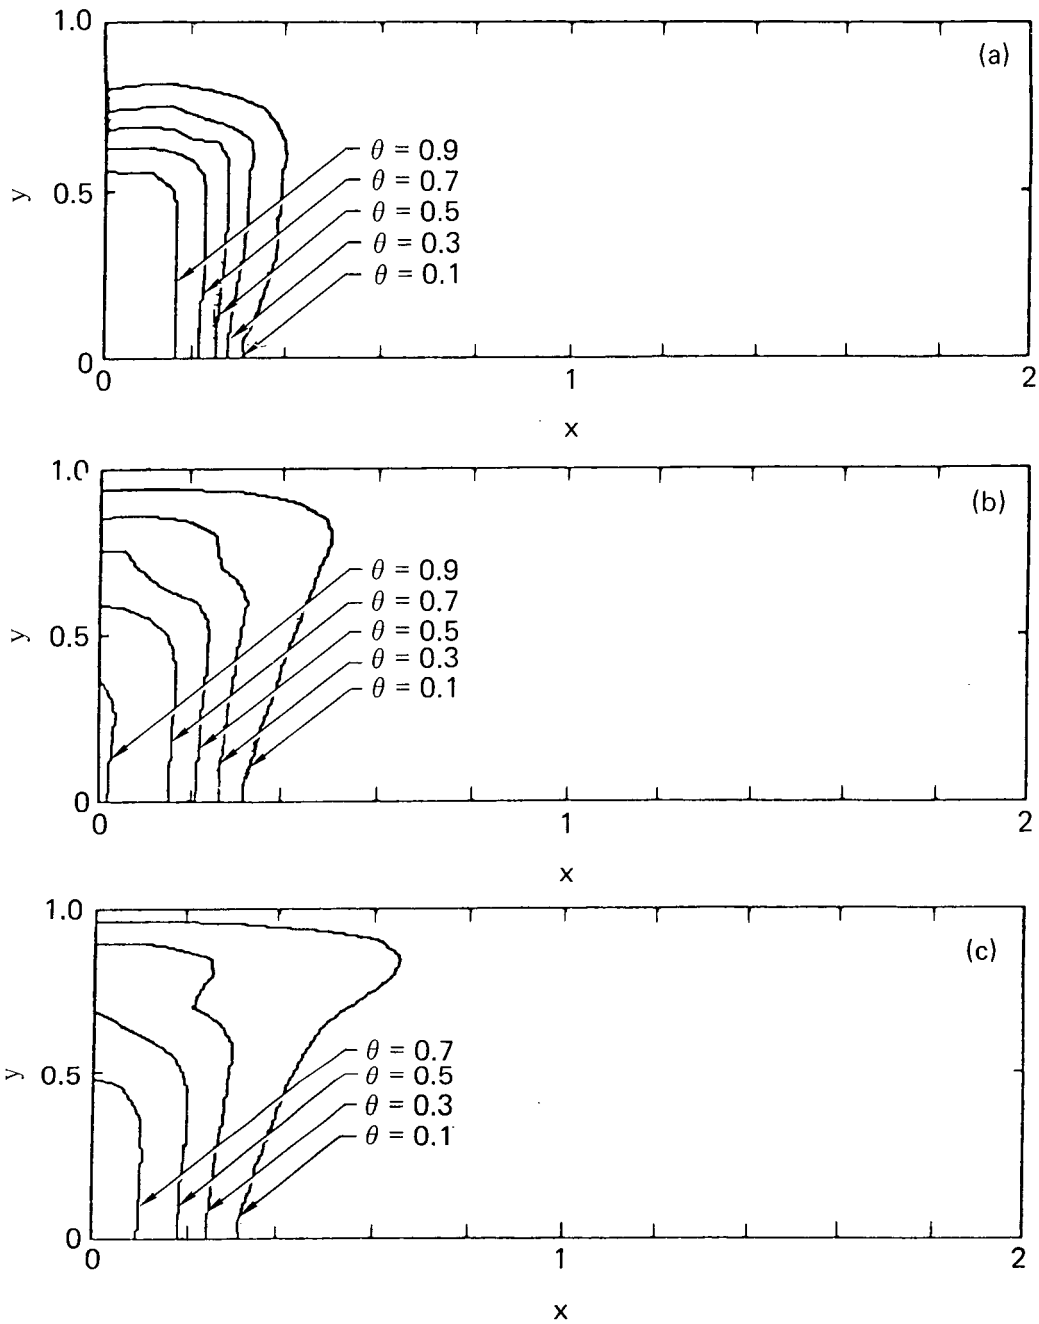 1.0
(a)
θ = 0.9
θ = 0.7
y 0.5
θ = 0.5
θ = 0.3
θ = 0.1
0
0 1 2
x
1.0
(b)
θ = 0.9
θ = 0.7
y 0.5
θ = 0.5
θ = 0.3
θ = 0.1
0
0 1 2
x
1.0
(c)
θ = 0.7
y 0.5
θ = 0.5
θ = 0.3
θ = 0.1
0
0 1 2
x